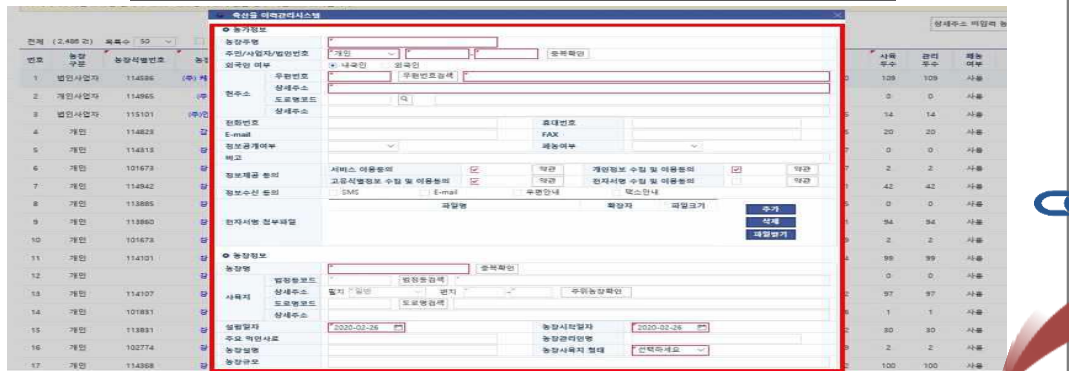 축산물 이력관리시스템
상세주소 미입력 농
농가정보
전체 (2,486 건) 목록수 50
번호 농장구분 농장식별번호 사육두수 관리두수 폐농여부
1 법인사업자 114586 (주) 109 109 사용
2 개인사업자 114965 (주 0 0 사용
3 법인사업자 115101 14 14 사용
4 개인 114823 20 20 사용
5 개인 114313 0 0 사용
6 개인 101673 2 2 사용
7 개인 114942 42 42 사용
8 개인 113885 0 0 사용
9 개인 113860 94 94 사용
10 개인 101673 2 2 사용
11 개인 114101 99 99 사용
12 개인 0 0 사용
13 개인 114107 97 97 사용
14 개인 101831 1 1 사용
15 개인 113831 30 30 사용
16 개인 102774 2 2 사용
17 개인 114368 100 100 사용
농장주명
주민/사업자/법인번호 *개인 중복확인
외국인 여부 내국인 외국인
현주소
우편번호 우편번호검색
상세주소
도로명코드
상세주소
전화번호 휴대번호
E-mail FAX
정보공개여부 폐농여부
비고
정보제공 동의
서비스 이용동의 약관 개인정보 수집 및 이용동의 약관
고유식별정보 수집 및 이용동의 약관 전자서명 수집 및 이용동의 약관
정보수신 동의 SMS E-mail 우편안내 팩스안내
전자서명 첨부파일 파일명 확장자 파일크기
추가
삭제
파일받기
농장정보
농장명 중복확인
사육지
법정동코드 법정동검색
상세주소 필지 *일반 번지 주위농장확인
도로명코드 도로명검색
상세주소
설립일자 *2020-02-26 농장시작일자 *2020-02-26
주요 먹인사료 농장관리인명
농장설명 농장사육지 형태 *선택하세요
농장규모